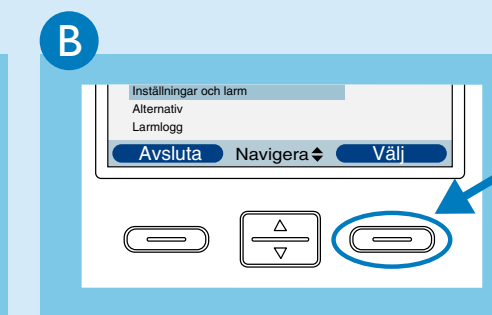 B
Inställningar och larm
Alternativ
Larmlogg
Avsluta Navigera Välj